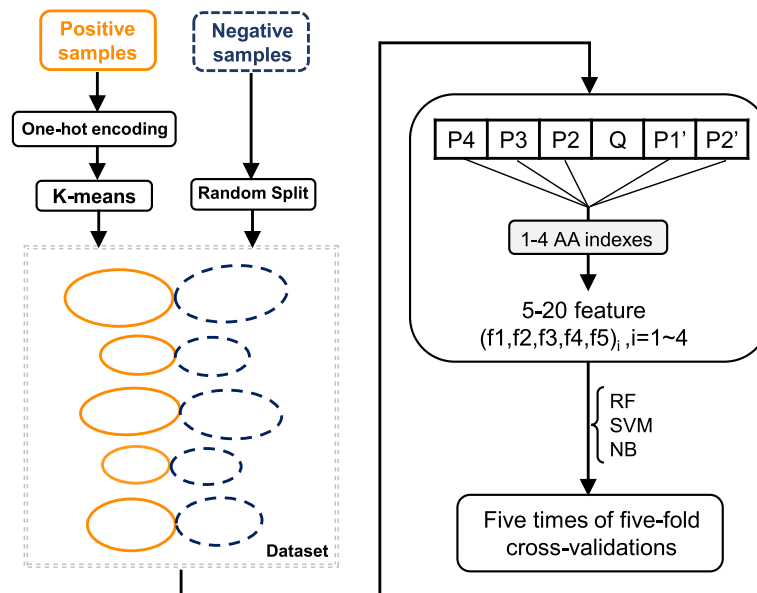 Positive
samples
Negative
samples
One-hot encoding
K-means
Random Split
Dataset
P4 P3 P2 Q P1’ P2’
1-4 AA indexes
5-20 feature
(f1,f2,f3,f4,f5)i ,i=1~4
RF
SVM
NB
Five times of five-fold
cross-validations